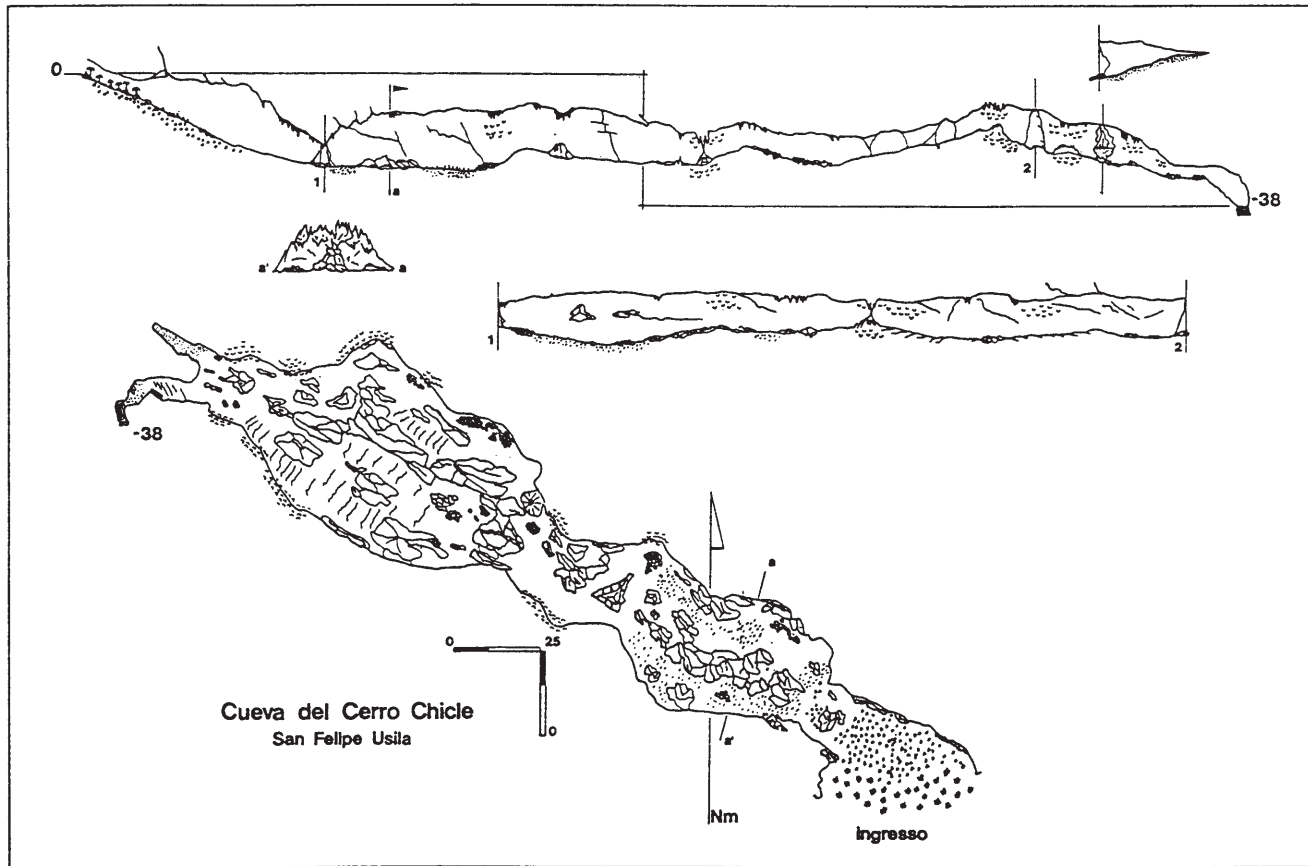 0
1
a
2
-38
a'
a
1
2
-38
a
0
25
0
Cueva del Cerro Chicle
San Felipe Usila
a'
Nm
ingresso